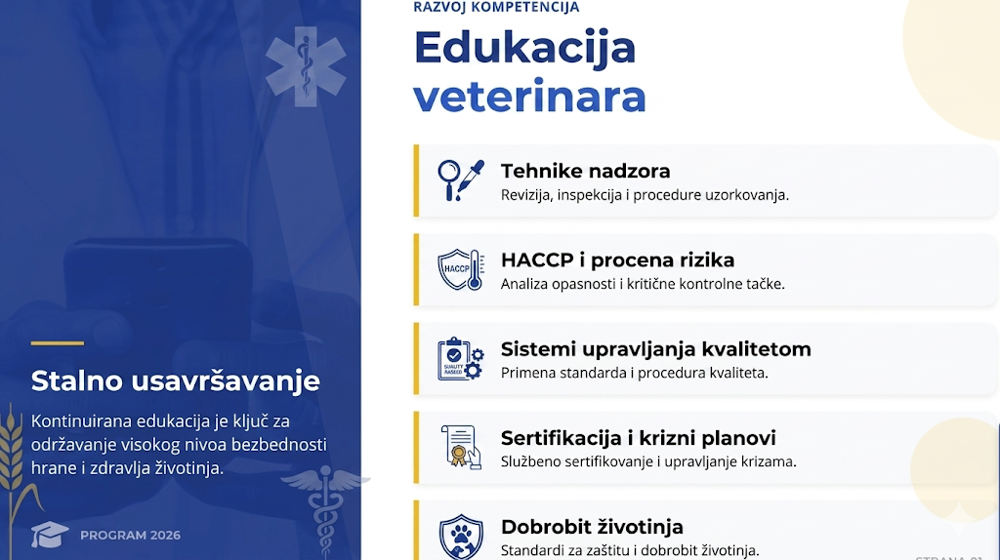 RAZVOJ KOMPETENCIJA
Edukacija
veterinara
Tehnike nadzora
Revizija, inspekcija i procedure uzorkovanja.
HACCP
HACCP i procena rizika
Analiza opasnosti i kritične kontrolne tačke.
Sistemi upravljanja kvalitetom
Primena standarda i procedura kvaliteta.
Sertifikacija i krizni planovi
Službeno sertifikovanje i upravljanje krizama.
Dobrobit životinja
Standardi za zaštitu i dobrobit životinja.
Stalno usavršavanje
Kontinuirana edukacija je ključ za
održavanje visokog nivoa bezbednosti
hrane i zdravlja životinja.
PROGRAM 2026